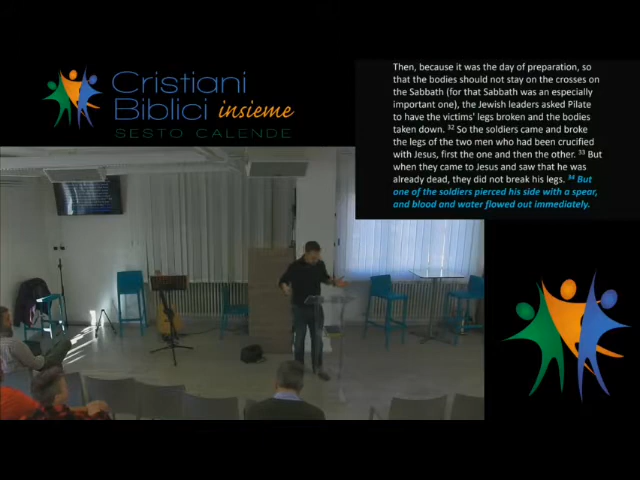 Cristiani
Biblici insieme
SESTO CALENDE
Then, because it was the day of preparation, so
that the bodies should not stay on the crosses on
the Sabbath (for that Sabbath was an especially
important one), the Jewish leaders asked Pilate
to have the victims' legs broken and the bodies
taken down. 32 So the soldiers came and broke
the legs of the two men who had been crucified
with Jesus, first the one and then the other. 33 But
when they came to Jesus and saw that he was
already dead, they did not break his legs. 34 But
one of the soldiers pierced his side with a spear,
and blood and water flowed out immediately.